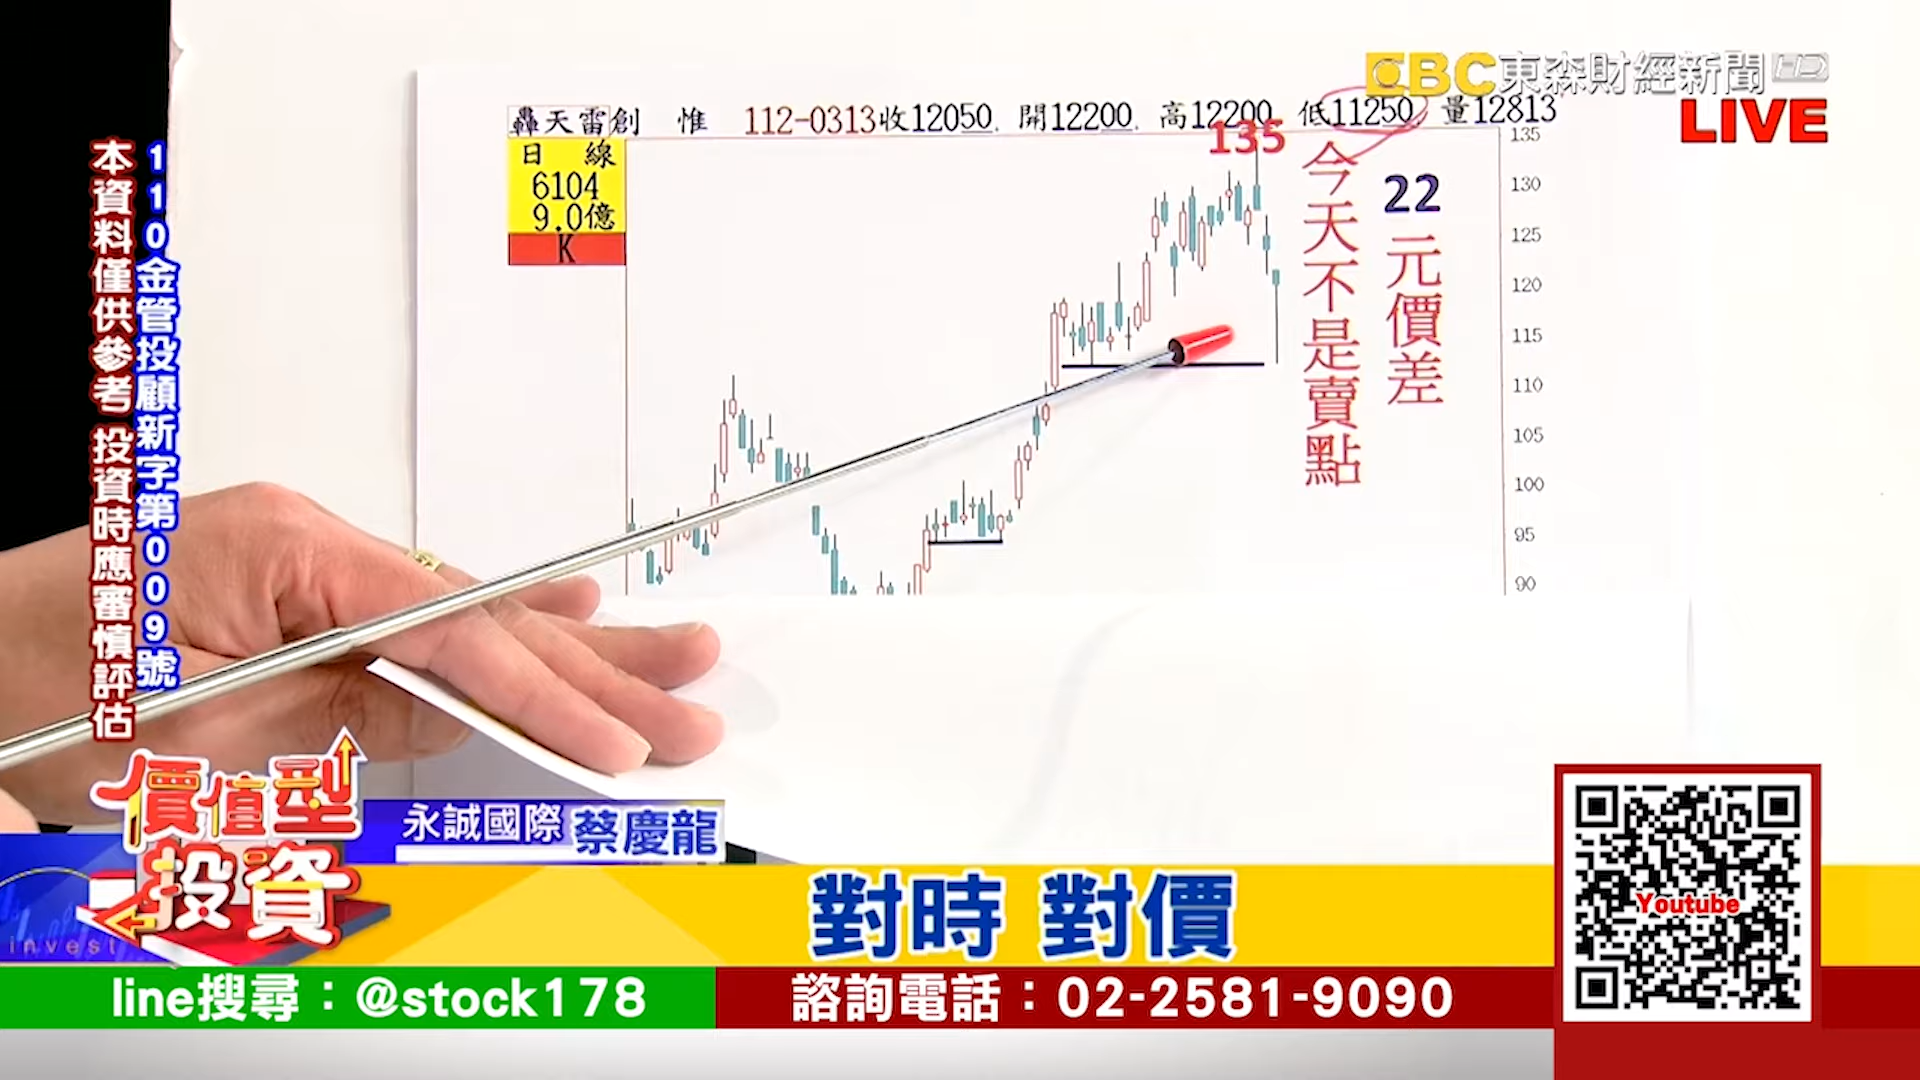 EBC東森財經新聞HD
LIVE
轟天雷創 惟 112-0313收12050. 開12200. 高12200 低11250. 量12813
日 線
6104
9.0億
K
135
22元價差
今天不是賣點
135
130
125
120
115
110
105
100
95
90
110金管投顧新字第009號
本資料僅供參考 投資時應審慎評估
價值型
投資
invest
永誠國際 蔡慶龍
對時 對價
Youtube
line搜尋：@stock178
諮詢電話：02-2581-9090